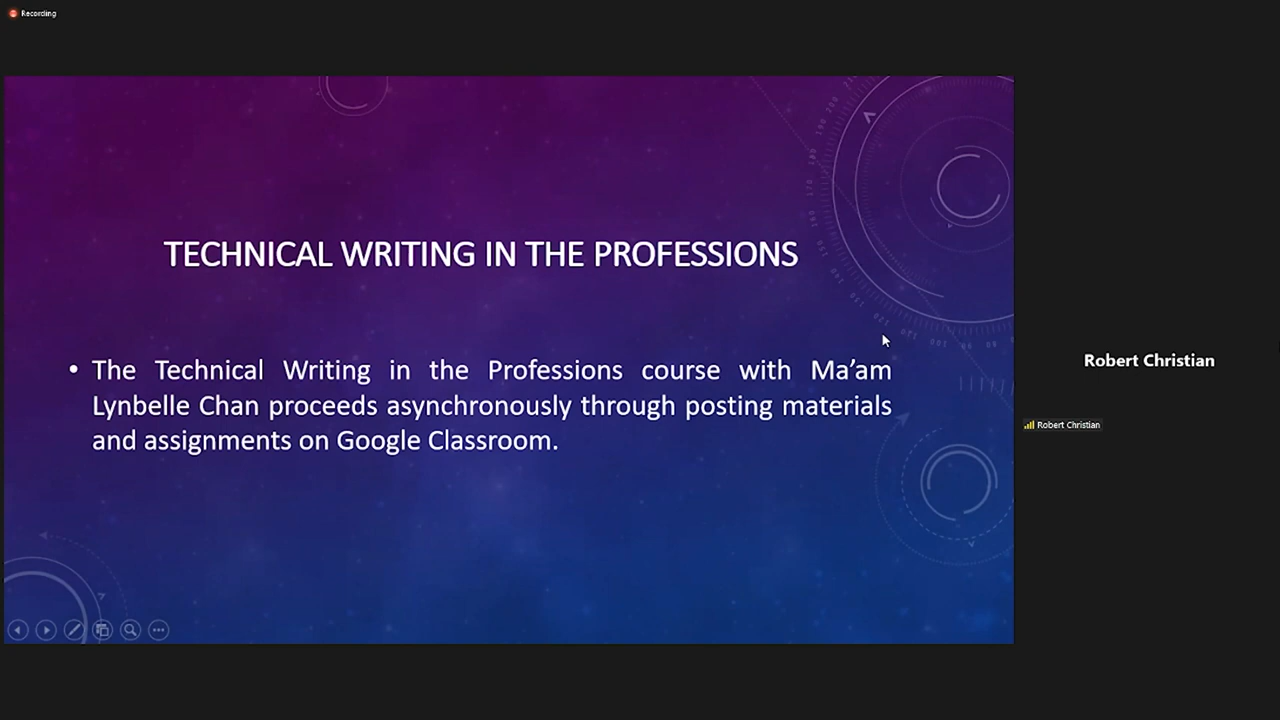 Recording
TECHNICAL WRITING IN THE PROFESSIONS
• The Technical Writing in the Professions course with Ma’am
Lynbelle Chan proceeds asynchronously through posting materials
and assignments on Google Classroom.
Robert Christian
Robert Christian